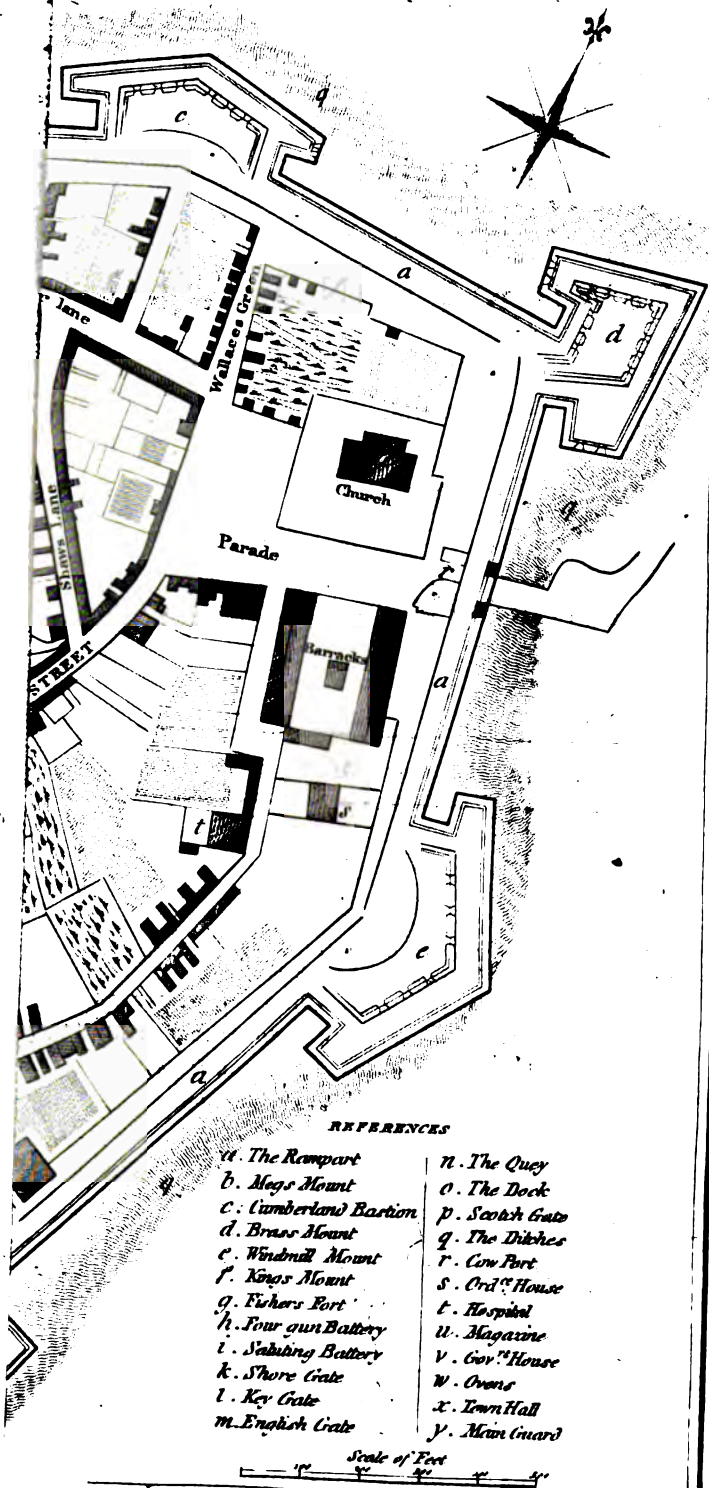 q
c
a
d
lane
Wallaces Green
Church
q
Shaws Lane
Parade
r
STREET
Barracks
a
s
t
e
a
q
REFERENCES
a. The Rampart
b. Megs Mount
c. Cumberland Bastion
d. Brass Mount
e. Windmill Mount
f. Kings Mount
g. Fishers Fort
h. Four gun Battery
i. Saluting Battery
k. Shore Gate
l. Key Gate
m. English Gate
n. The Quey
o. The Dock
p. Scotch Gate
q. The Ditches
r. Cow Port
s. Ord.ce House
t. Hospital
u. Magazine
v. Gov.rs House
w. Ovens
x. Town Hall
y. Main Guard
Scale of Feet